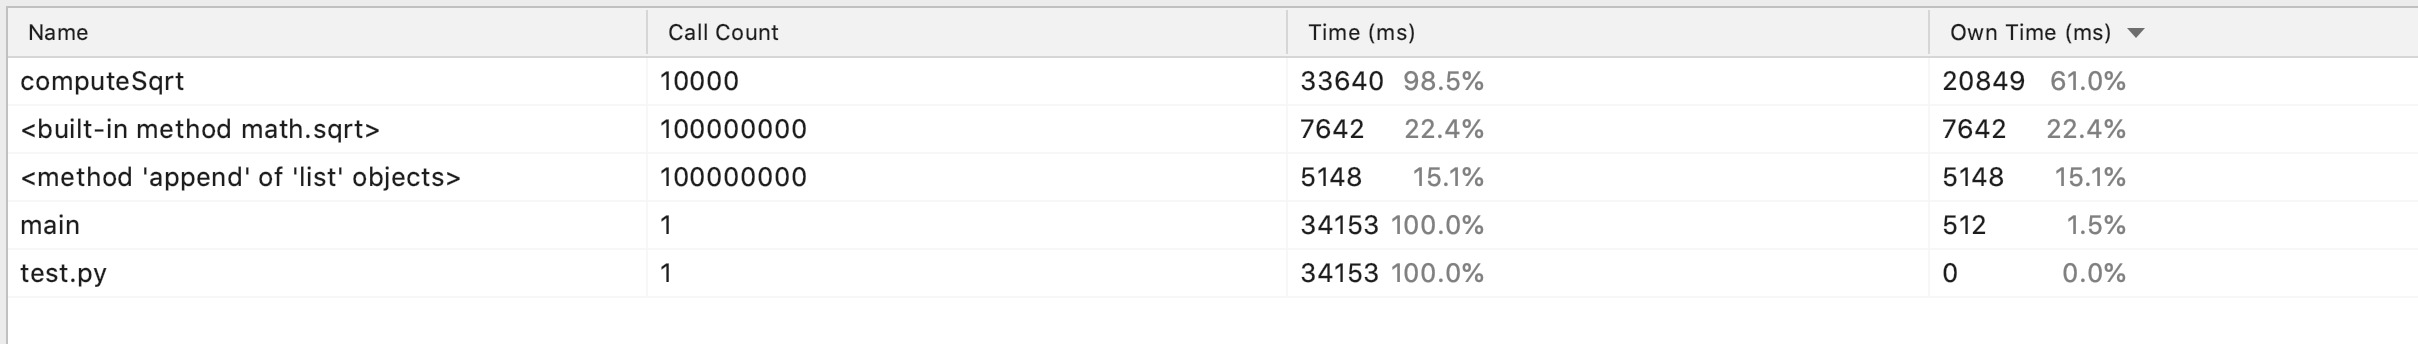 Name Call Count Time (ms) Own Time (ms)
computeSqrt 10000 33640 98.5% 20849 61.0%
<built-in method math.sqrt> 100000000 7642 22.4% 7642 22.4%
<method 'append' of 'list' objects> 100000000 5148 15.1% 5148 15.1%
main 1 34153 100.0% 512 1.5%
test.py 1 34153 100.0% 0 0.0%